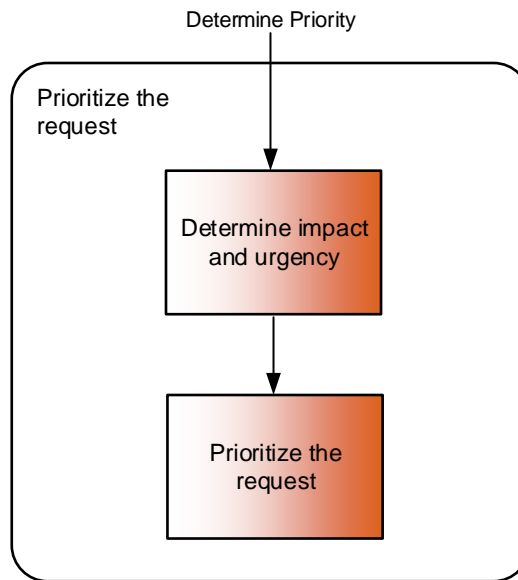 Determine Priority
Prioritize the
request
Determine impact
and urgency
Prioritize the
request